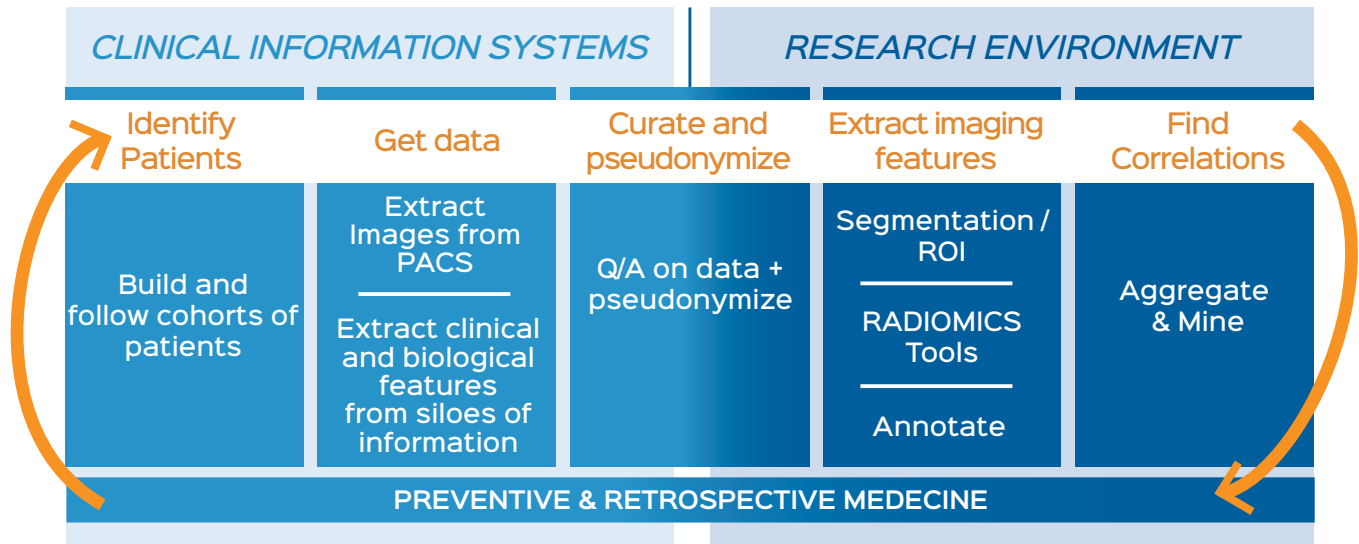 CLINICAL INFORMATION SYSTEMS
RESEARCH ENVIRONMENT
Identify
Patients
Build and
follow cohorts of
patients
Get data
Extract
Images from
PACS
Extract clinical
and biological
features
from siloes of
information
Curate and
pseudonymize
Q/A on data +
pseudonymize
Extract imaging
features
Segmentation /
ROI
RADIOMICS
Tools
Annotate
Find
Correlations
Aggregate
& Mine
PREVENTIVE & RETROSPECTIVE MEDECINE